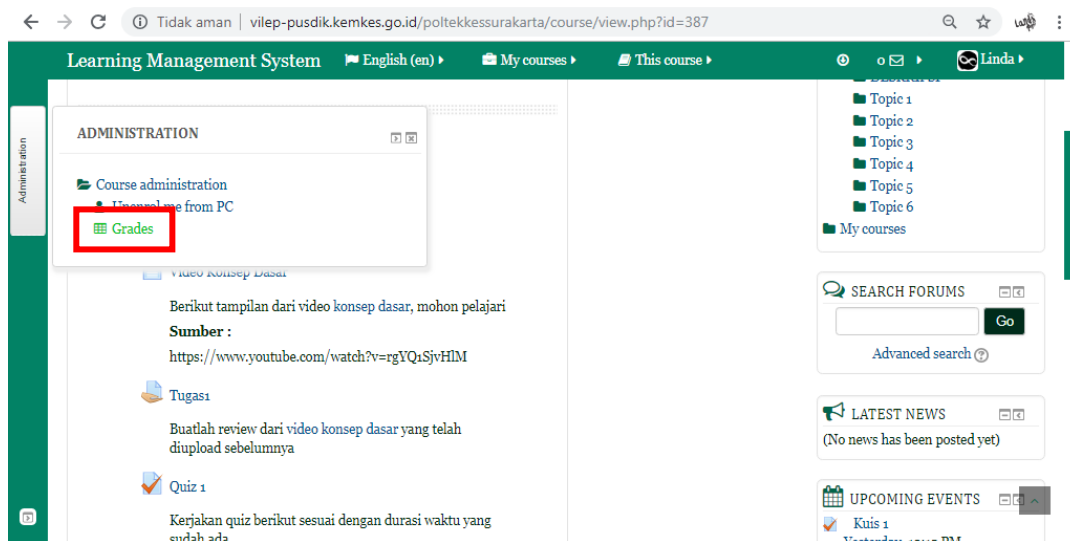 Tidak aman | vilep-pusdik.kemkes.go.id/poltekkessurakarta/course/view.php?id=387
Learning Management System English (en) My courses This course 0 Linda
Administration
ADMINISTRATION
Course administration
Unenrol me from PC
Grades
Video Konsep Dasar
Berikut tampilan dari video konsep dasar, mohon pelajari
Sumber :
https://www.youtube.com/watch?v=rgYQ1SjvHlM
Tugas1
Buatlah review dari video konsep dasar yang telah
diupload sebelumnya
Quiz 1
Kerjakan quiz berikut sesuai dengan durasi waktu yang
sudah ada
Topic 1
Topic 2
Topic 3
Topic 4
Topic 5
Topic 6
My courses
SEARCH FORUMS
Go
Advanced search
LATEST NEWS
(No news has been posted yet)
UPCOMING EVENTS
Kuis 1
Yesterday, PM